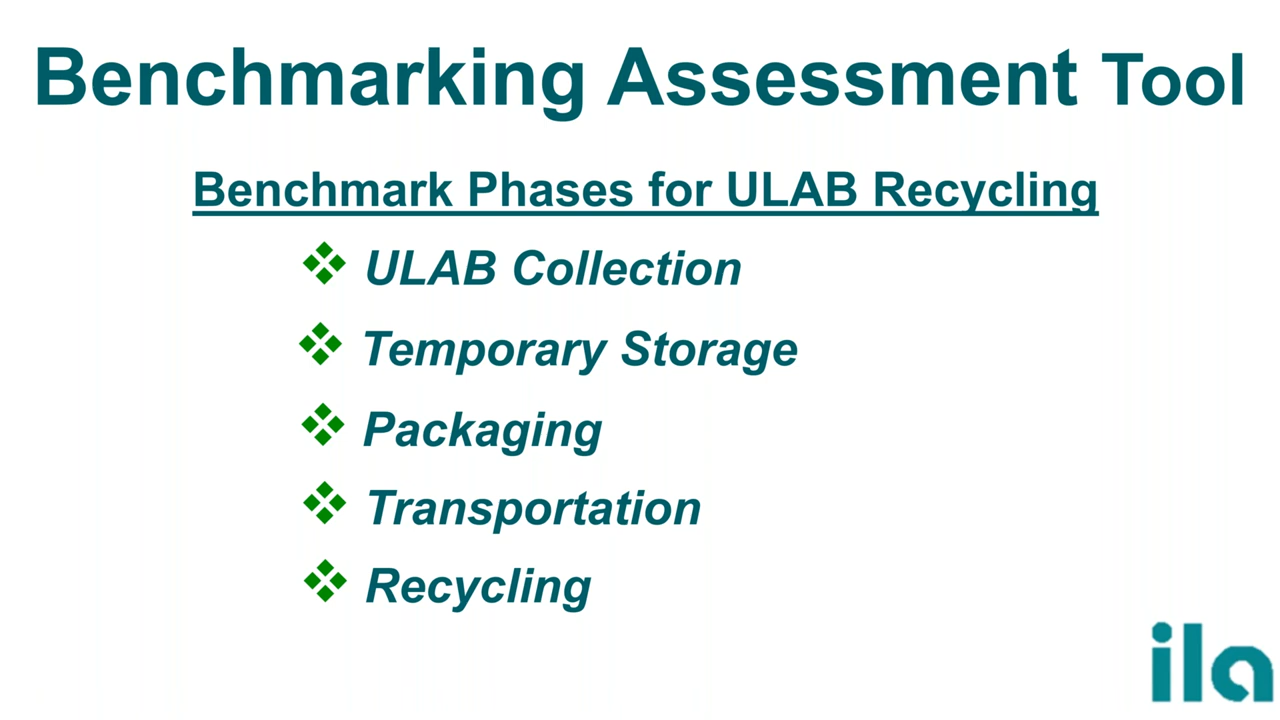 Benchmarking Assessment Tool
Benchmark Phases for ULAB Recycling
ULAB Collection
Temporary Storage
Packaging
Transportation
Recycling
ila